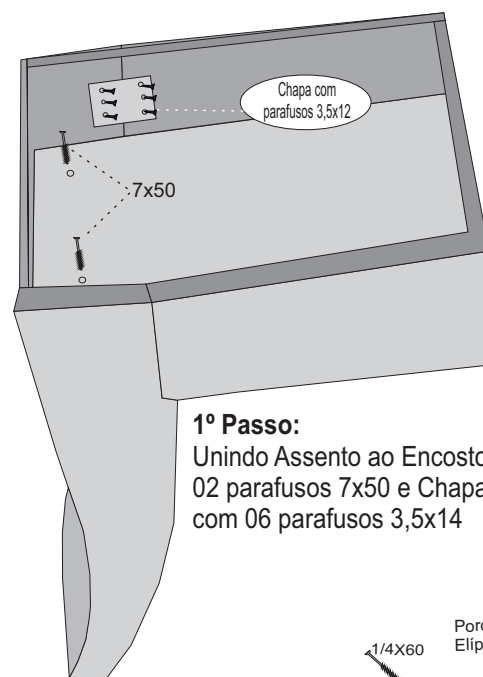 Chapa com
parafusos 3,5x12
7x50
1º Passo:
Unindo Assento ao Encosto
02 parafusos 7x50 e Chapa
com 06 parafusos 3,5x14
1/4X60